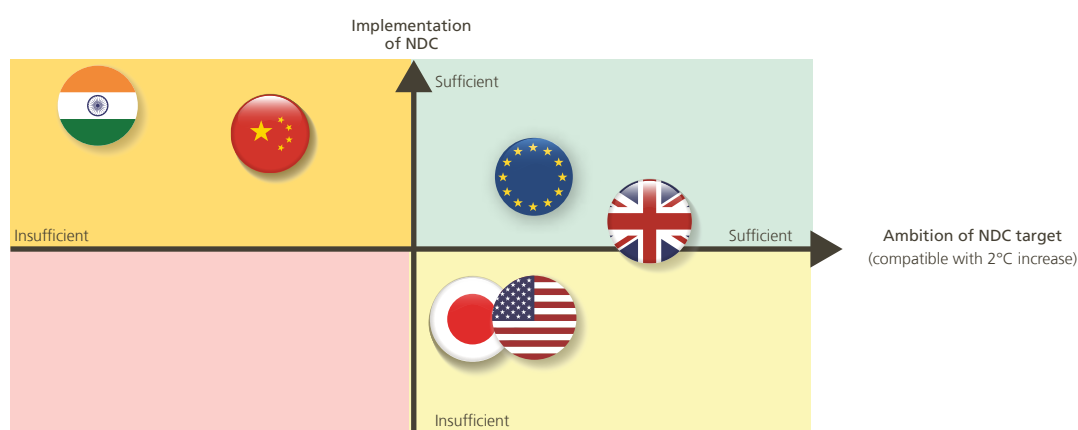 Implementation
of NDC
Sufficient
Insufficient
Sufficient
Ambition of NDC target
(compatible with 2°C increase)
Insufficient